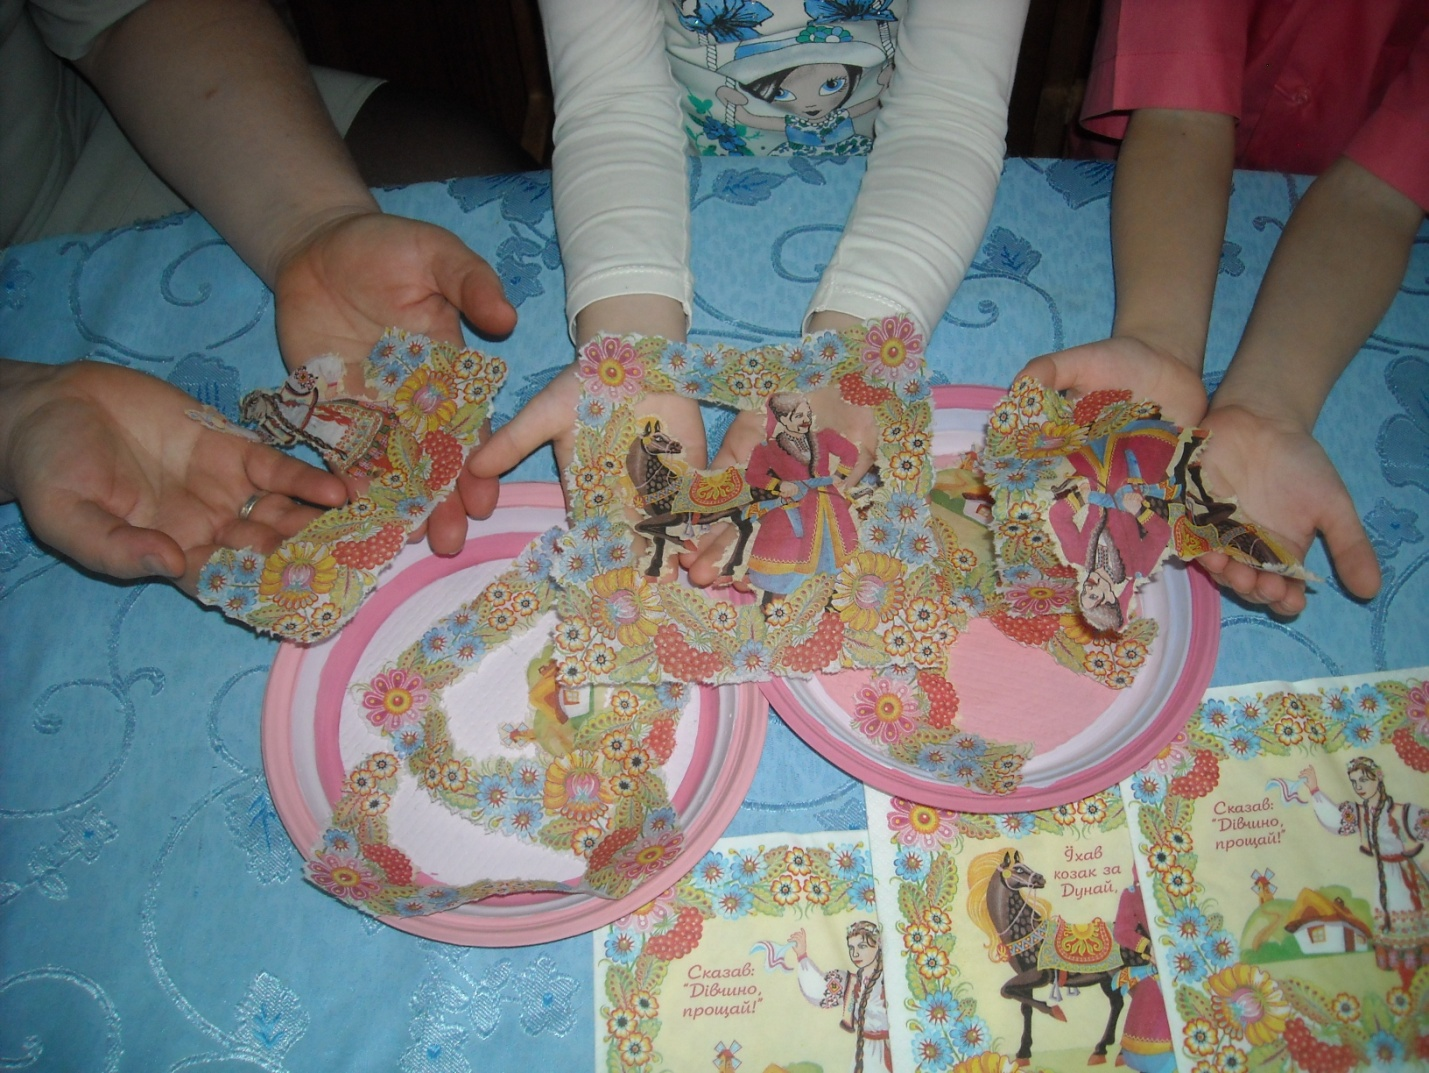 Сказав:
"Дівчино,
прощай!"
Їхав
козак за
Дунай,
Сказав:
"Дівчино,
прощай!"